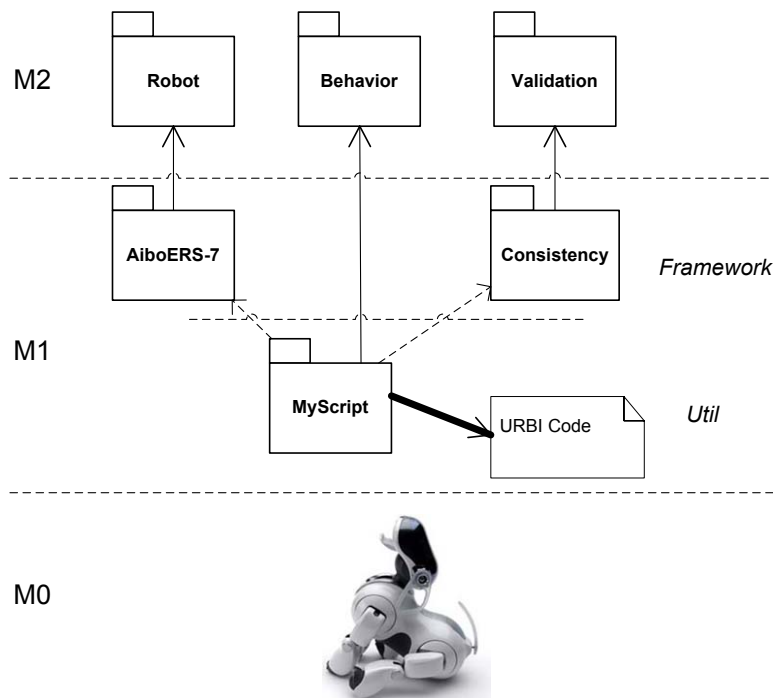 M2
Robot
Behavior
Validation
AiboERS-7
Consistency
Framework
M1
MyScript
URBI Code
Util
M0